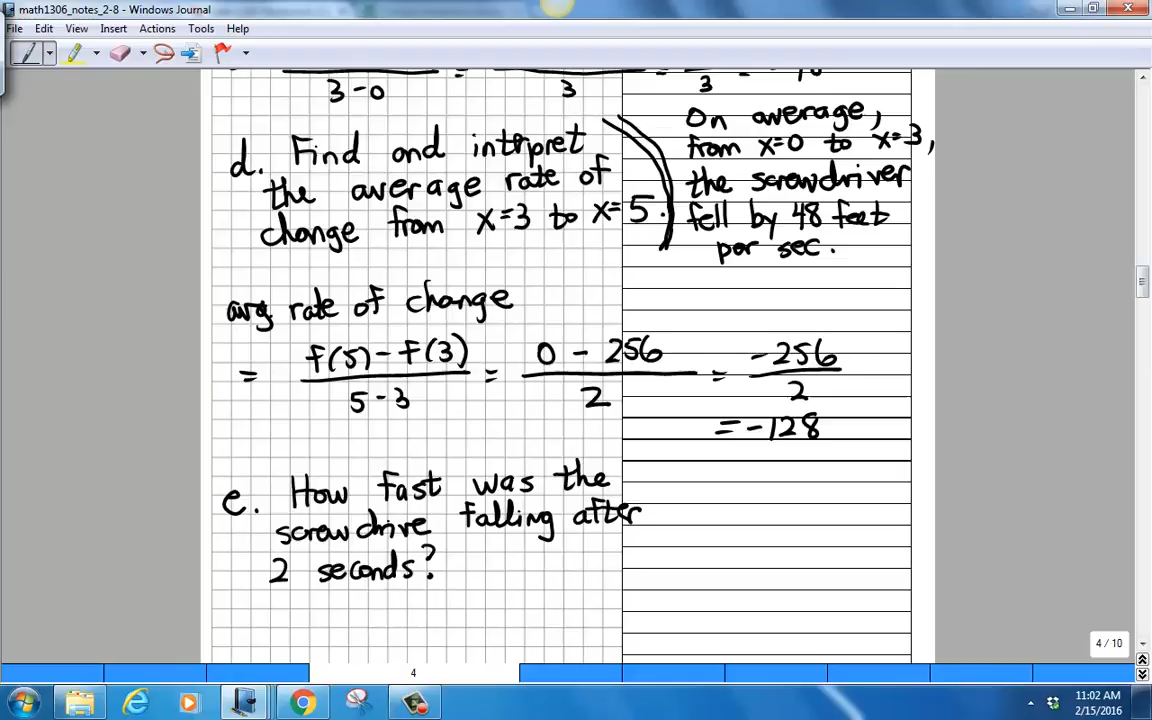 math1306_notes_2-8 - Windows Journal
File Edit View Insert Actions Tools Help
3-0 3 3
d. Find and intrpret
the average rate of
change from x=3 to x=5.
On average,
from x=0 to x=3,
the screwdriver
fell by 48 feet
per sec.
avg rate of change
= f(5)-f(3) / 5-3 = 0 - 256 / 2 = -256 / 2
= -128
e. How fast was the
screwdrive falling after
2 seconds?
4 / 10
4
11:02 AM
2/15/2016